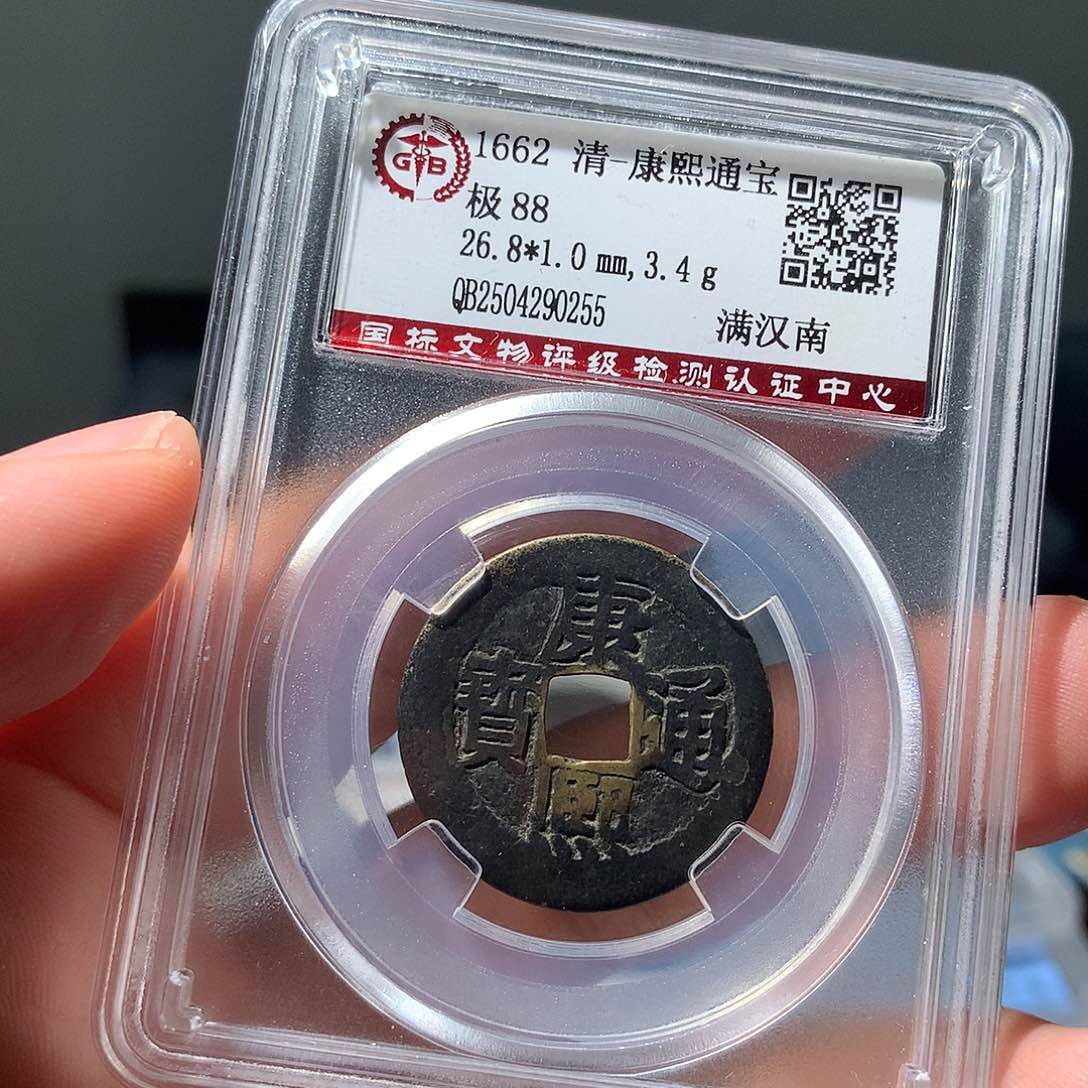 GB
1662 清-康熙通宝
极 88
26.8*1.0 mm, 3.4 g
QB2504290255
满汉南
国标文物评级检测认证中心
康熙通寶